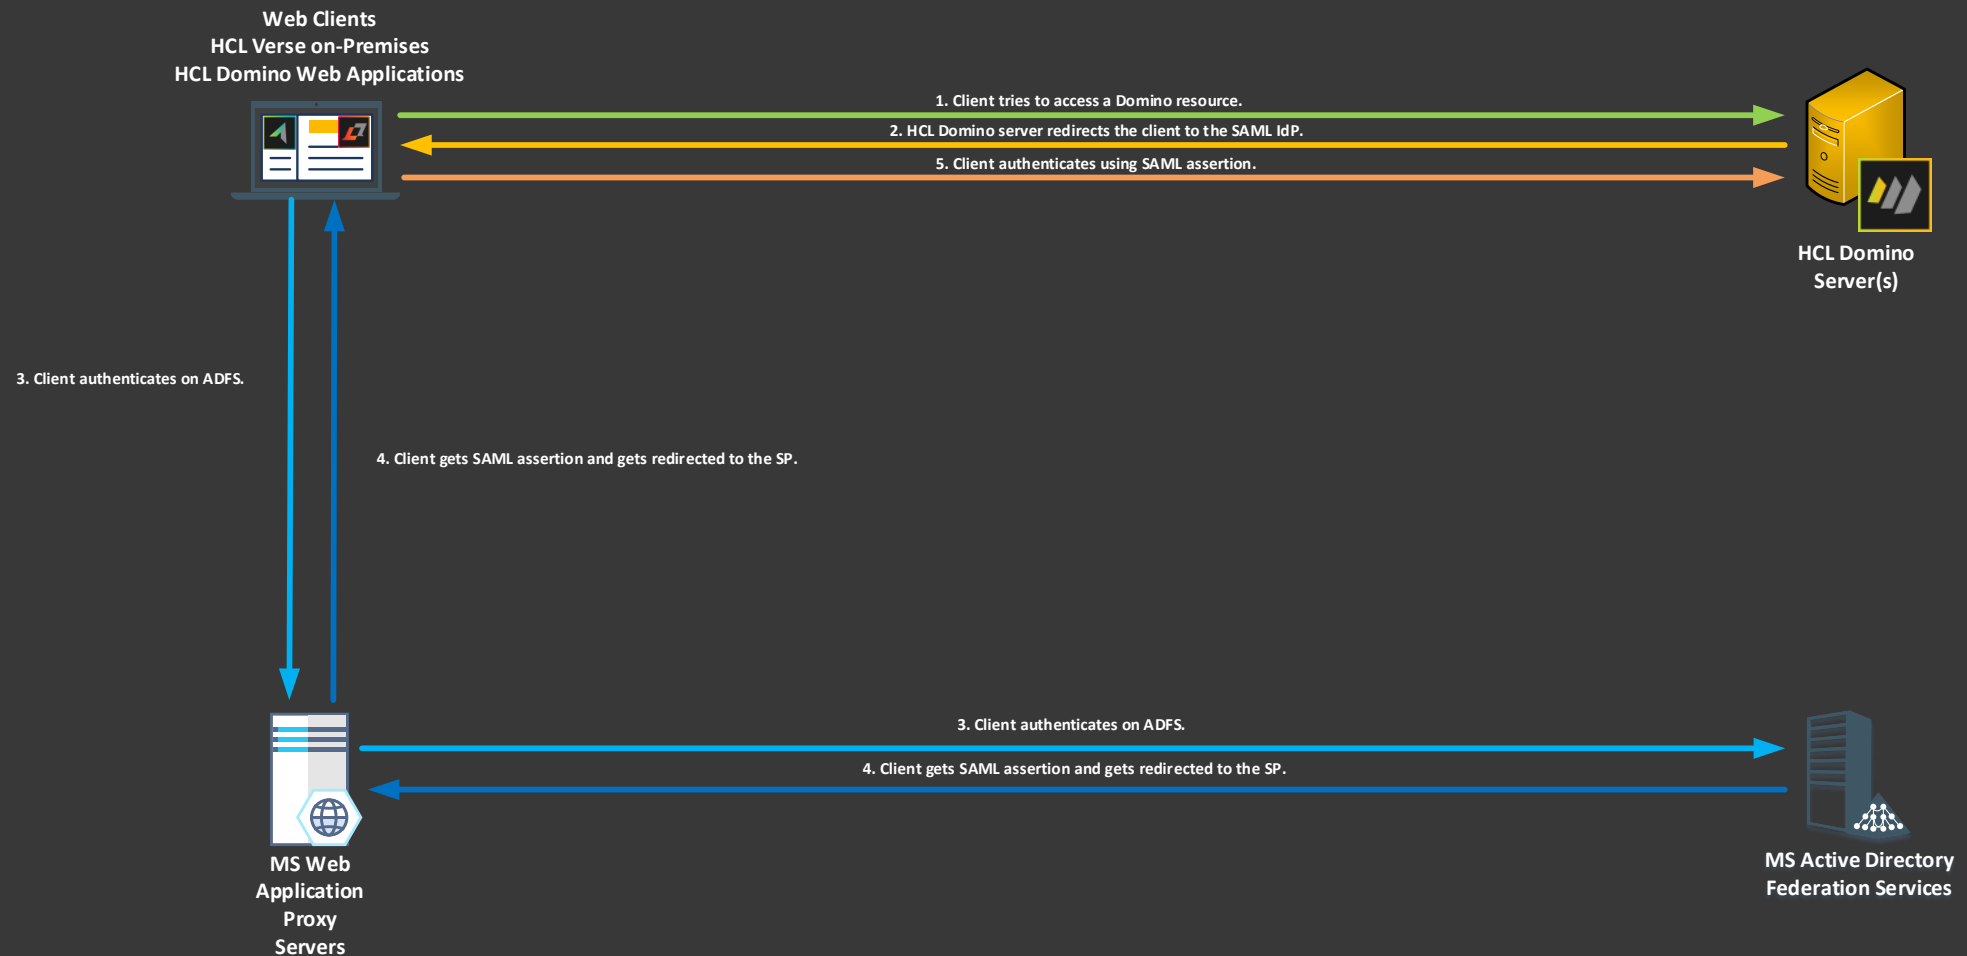 Web Clients
HCL Verse on-Premises
HCL Domino Web Applications
1. Client tries to access a Domino resource.
2. HCL Domino server redirects the client to the SAML IdP.
5. Client authenticates using SAML assertion.
HCL Domino
Server(s)
3. Client authenticates on ADFS.
4. Client gets SAML assertion and gets redirected to the SP.
3. Client authenticates on ADFS.
4. Client gets SAML assertion and gets redirected to the SP.
MS Web
Application
Proxy
Servers
MS Active Directory
Federation Services